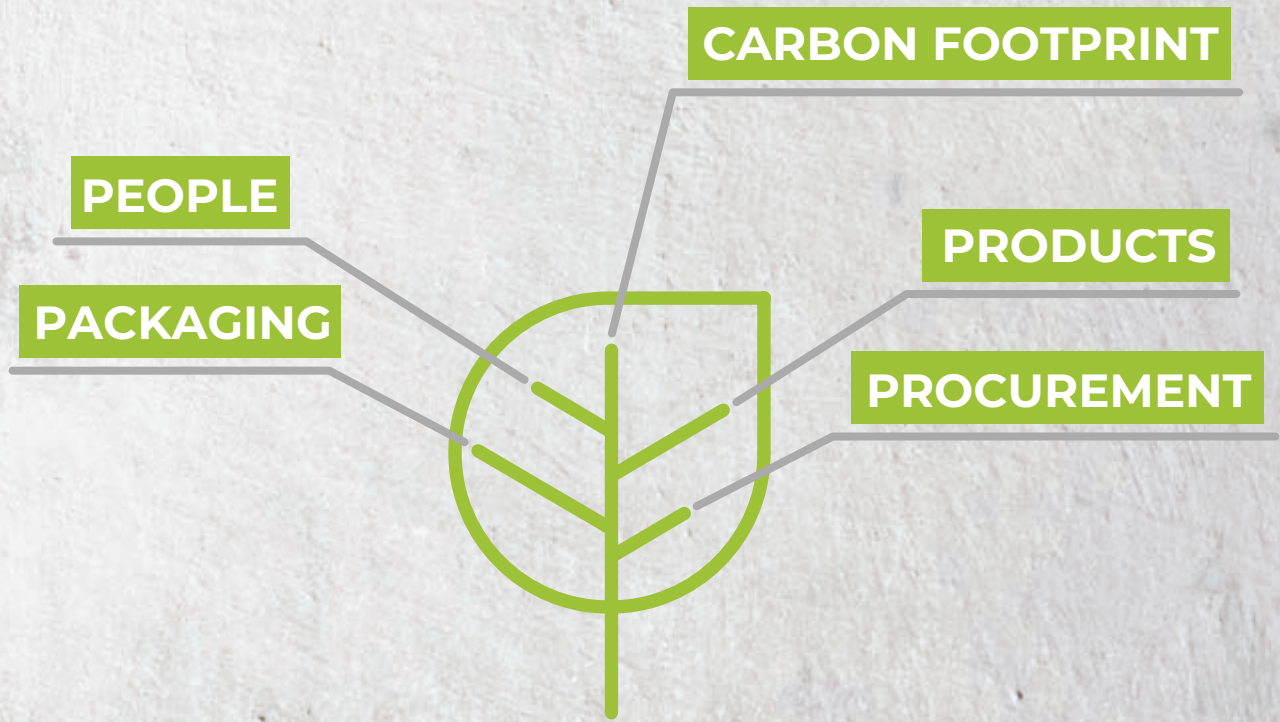 CARBON FOOTPRINT
PEOPLE
PRODUCTS
PACKAGING
PROCUREMENT